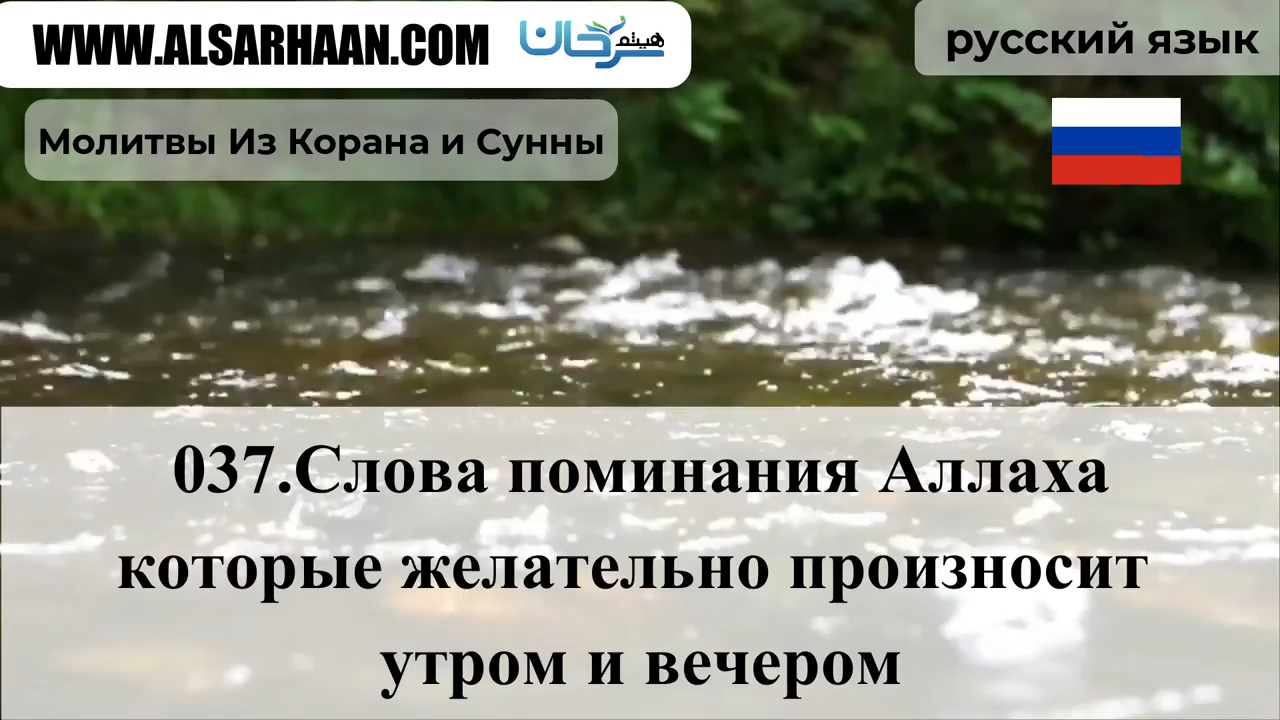 WWW.ALSARHAAN.COM
هيثم سرحان
русский язык
Молитвы Из Корана и Сунны
037.Слова поминания Аллаха
которые желательно произносит
утром и вечером